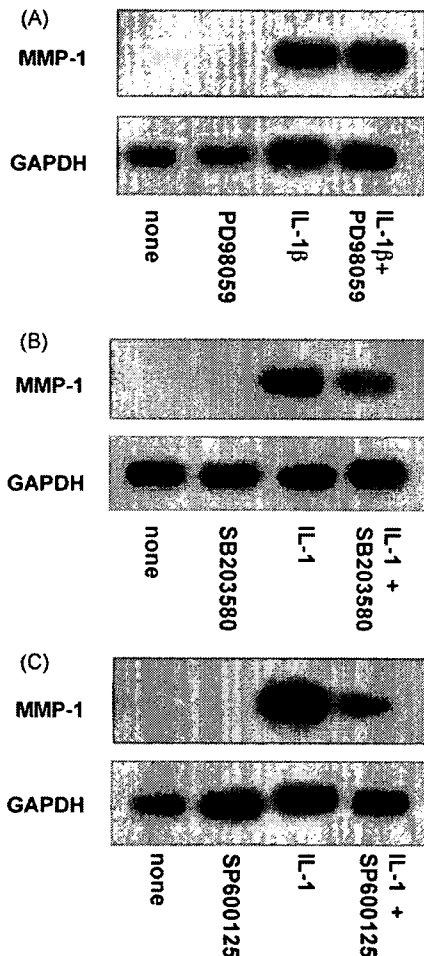 (A)
MMP-1
GAPDH
none
PD98059
IL-1β
IL-1β+
PD98059
(B)
MMP-1
GAPDH
none
SB203580
IL-1
IL-1 +
SB203580
(C)
MMP-1
GAPDH
none
SP600125
IL-1
IL-1 +
SP600125